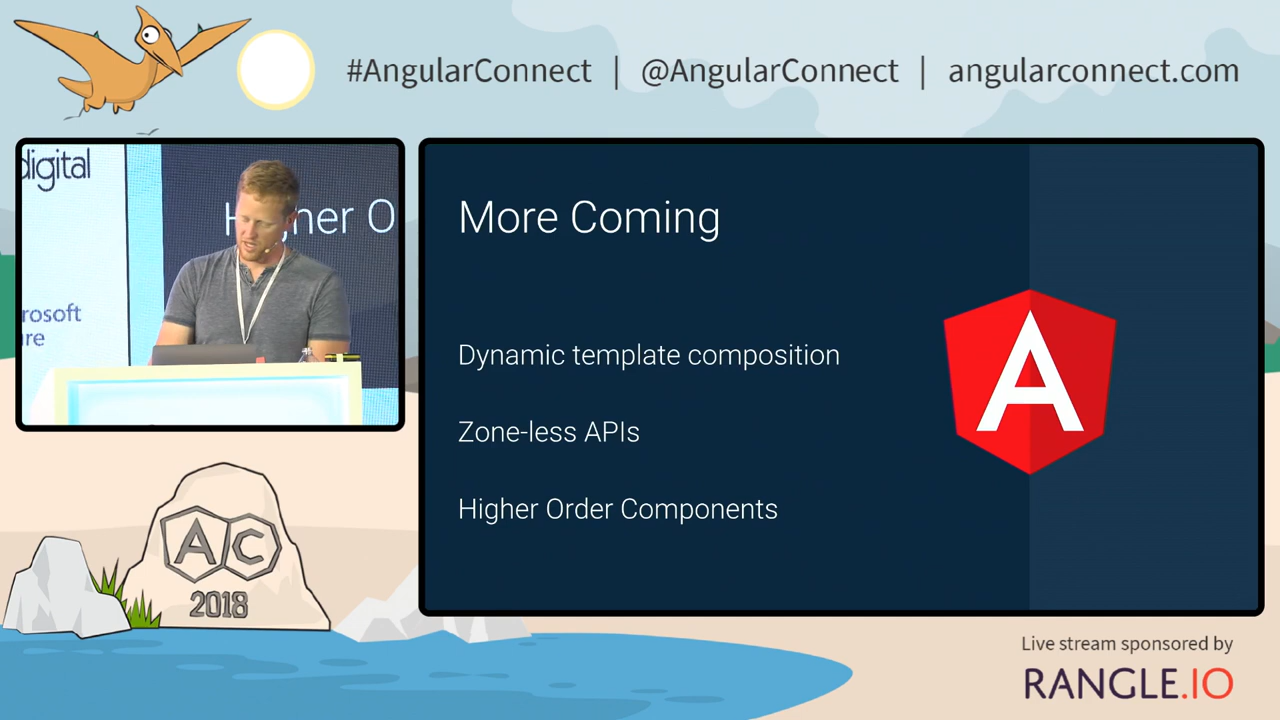 #AngularConnect | @AngularConnect | angularconnect.com
digital
Higher O
rosoft
re
More Coming
Dynamic template composition
Zone-less APIs
Higher Order Components
A
AC
2018
Live stream sponsored by
RANGLE.IO